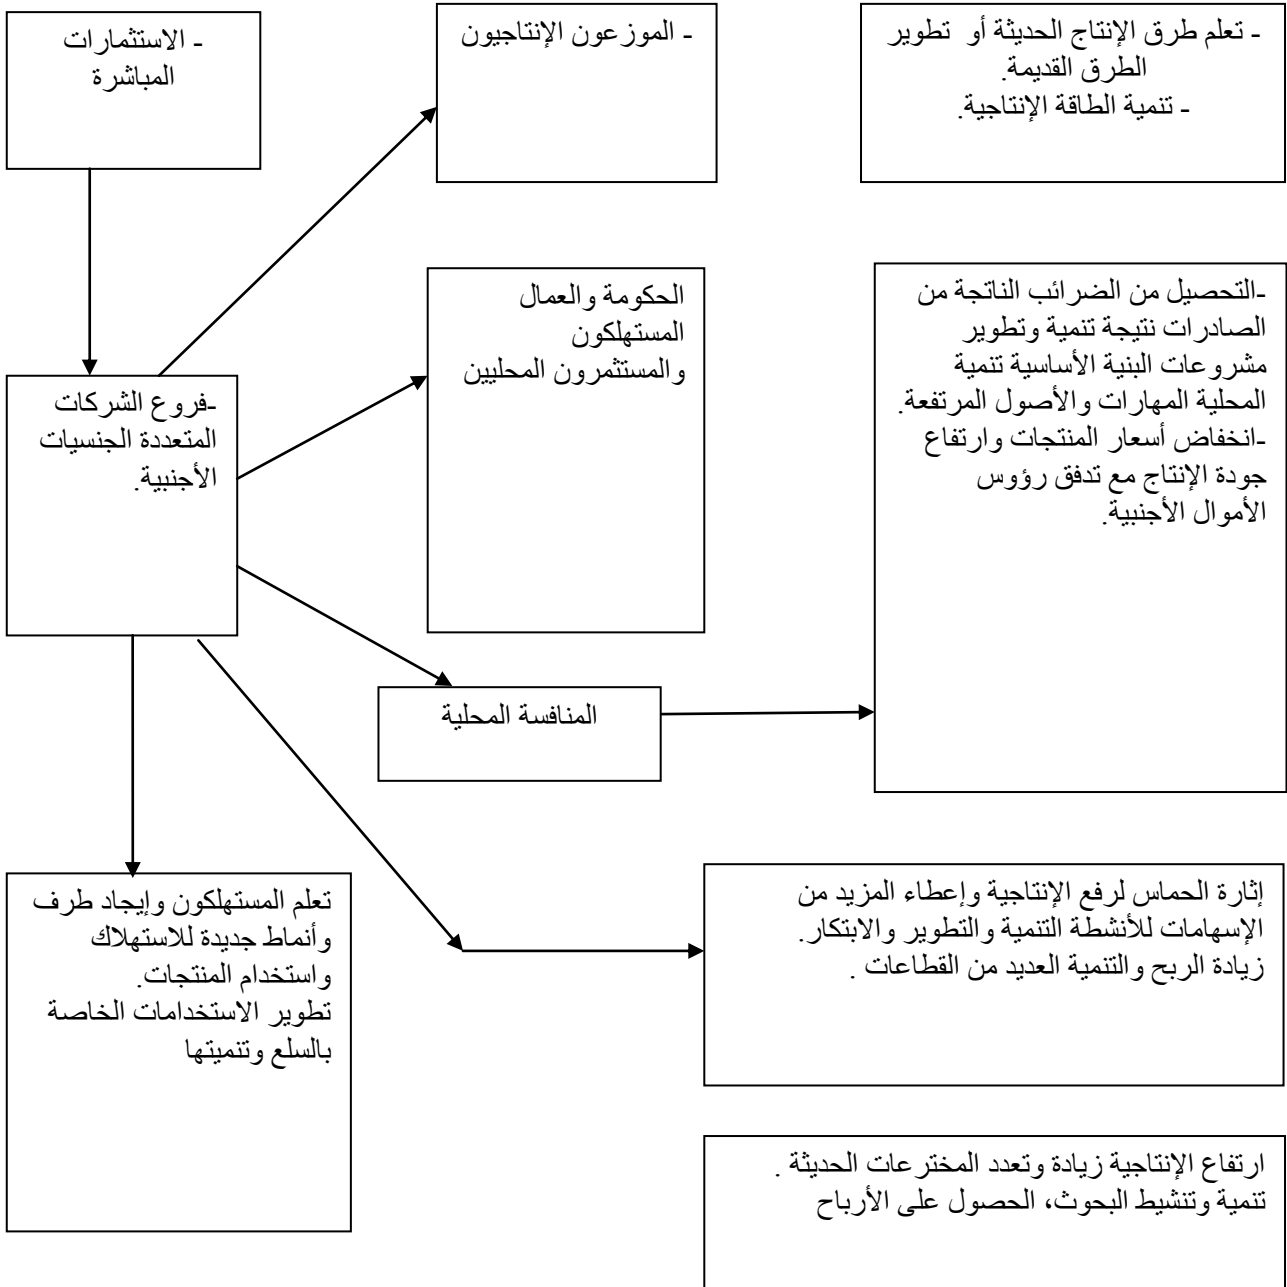 - الاستثمارات
المباشرة
- الموزعون الإنتاجيون
- تعلم طرق الإنتاج الحديثة أو تطوير
الطرق القديمة.
- تنمية الطاقة الإنتاجية.
الحكومة والعمال
المستهلكون
والمستثمرون المحليين
-التحصيل من الضرائب الناتجة من
الصادرات نتيجة تنمية وتطوير
مشروعات البنية الأساسية تنمية
المحلية المهارات والأصول المرتفعة.
-انخفاض أسعار المنتجات وارتفاع
جودة الإنتاج مع تدفق رؤوس
الأموال الأجنبية.
-فروع الشركات
المتعددة الجنسيات
الأجنبية.
المنافسة المحلية
تعلم المستهلكون وإيجاد طرف
وأنماط جديدة للاستهلاك
واستخدام المنتجات.
تطوير الاستخدامات الخاصة
بالسلع وتنميتها
إثارة الحماس لرفع الإنتاجية وإعطاء المزيد من
الإسهامات للأنشطة التنمية والتطوير والابتكار.
زيادة الربح والتنمية العديد من القطاعات .
ارتفاع الإنتاجية زيادة وتعدد المخترعات الحديثة .
تنمية وتنشيط البحوث، الحصول على الأرباح